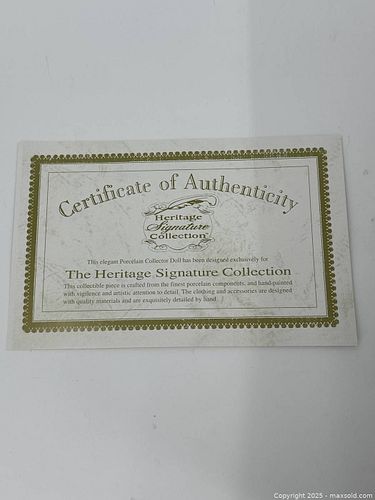 Certificate of Authenticity
Heritage
Signature
Collection™
This elegant Porcelain Collector Doll has been designed exclusively for
The Heritage Signature Collection
This collectible piece is crafted from the finest porcelain components, and hand-painted
with vigilence and artistic attention to detail. The clothing and accessories are designed
with quality materials and are exquisitely detailed by hand.
Copyright 2025 - maxsold.com